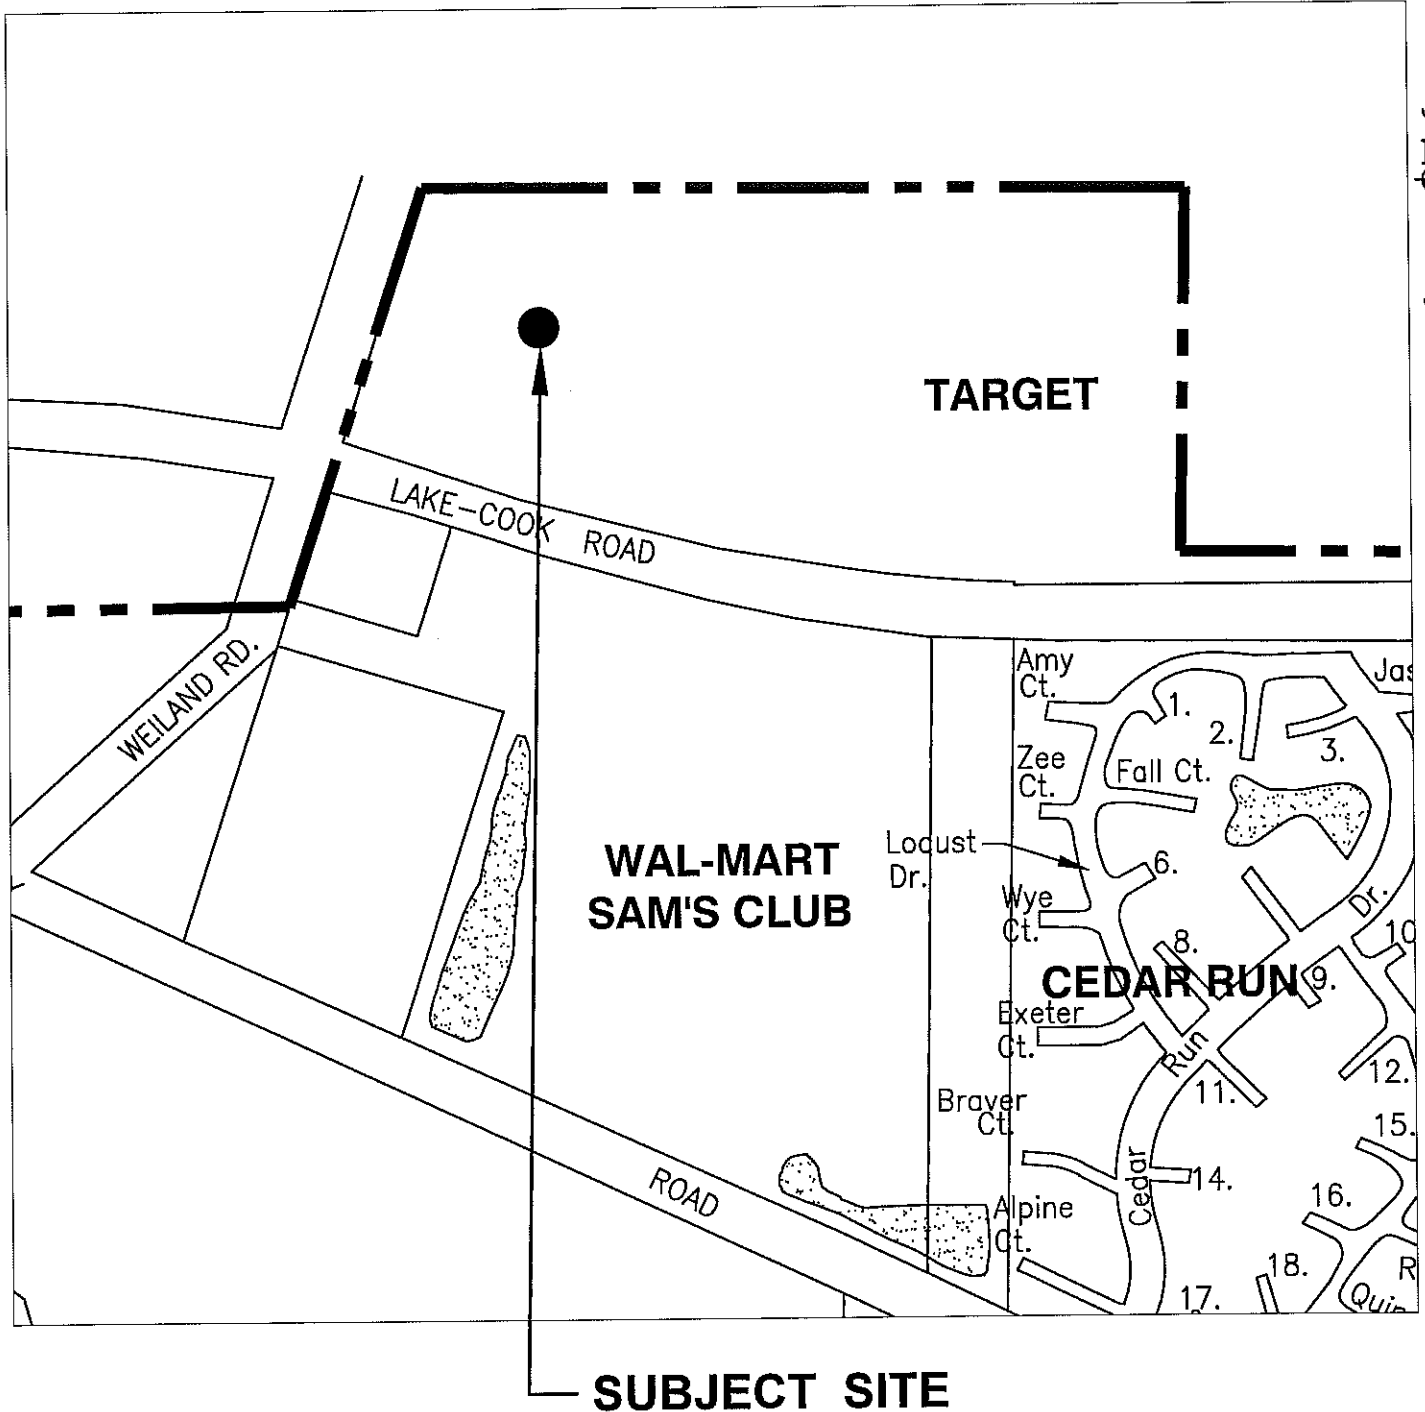 TARGET
LAKE-COOK ROAD
WEILAND RD.
Amy
Ct.
Jas
1.
2.
3.
Zee
Ct.
Fall Ct.
WAL-MART
SAM'S CLUB
Locust
Dr.
6.
Wye
Ct.
Dr.
10
8.
CEDAR RUN
9.
Exeter
Ct.
Run
12.
11.
Braver
Ct.
15.
ROAD
Cedar
14.
16.
Alpine
Ct.
18.
R
17.
SUBJECT SITE